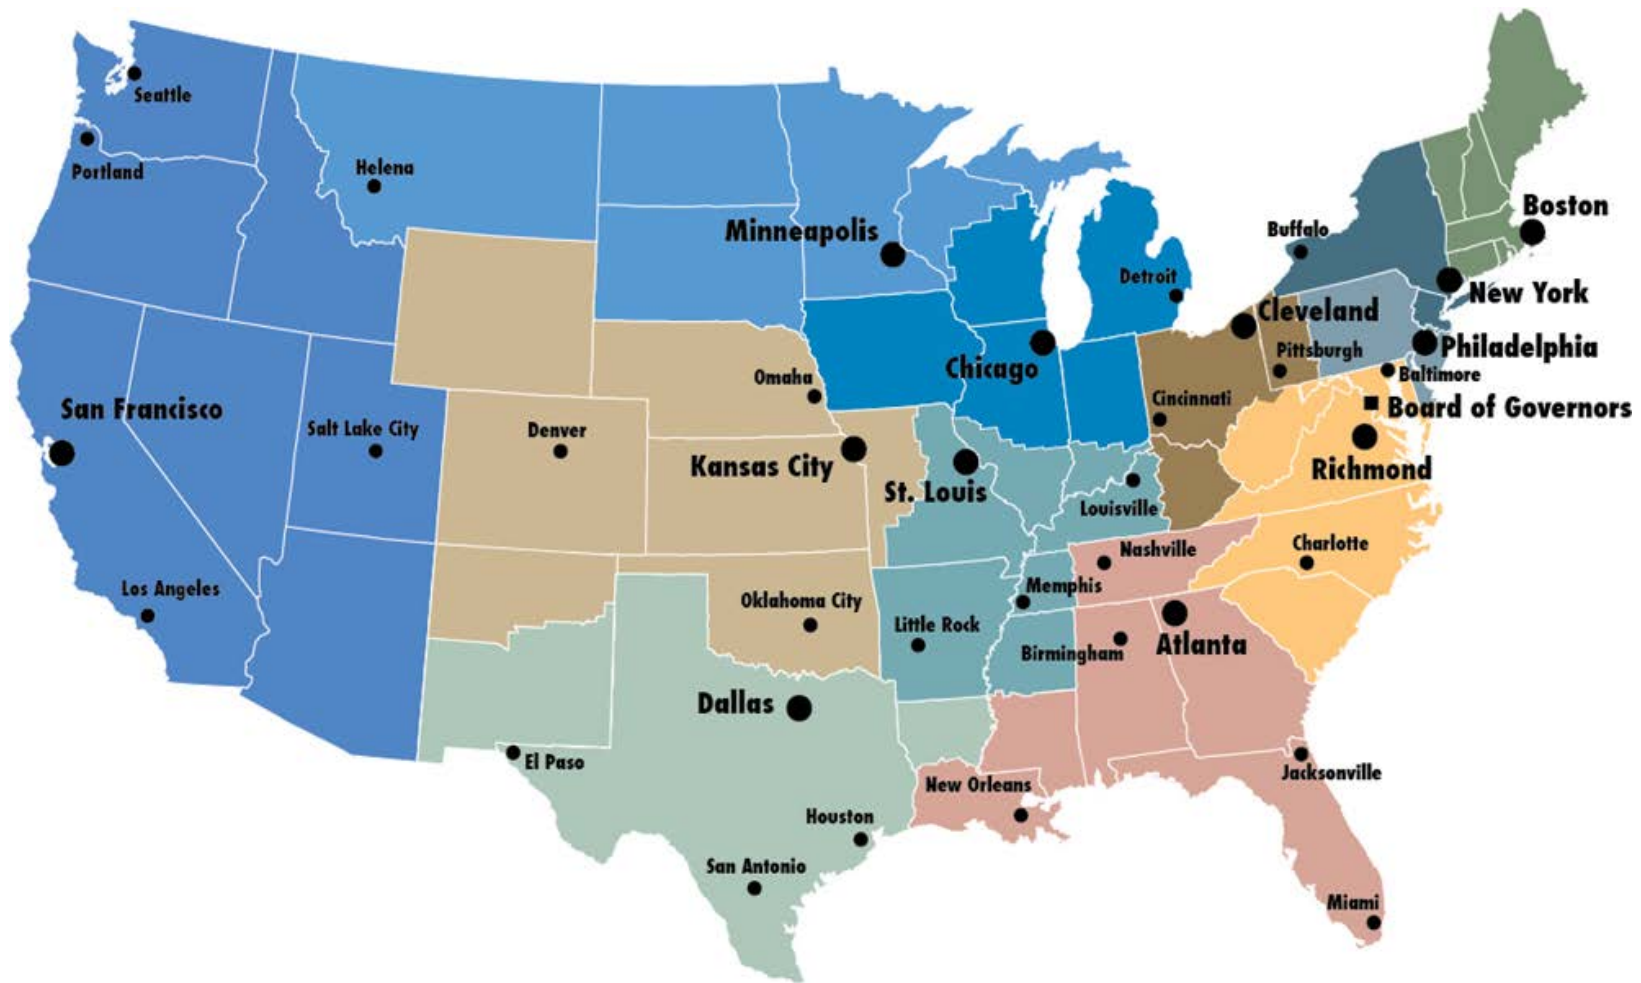 Seattle
Portland
Helena
Minneapolis
Boston
Buffalo
Detroit
New York
Cleveland
Chicago
Philadelphia
Pittsburgh
Omaha
Baltimore
San Francisco
Cincinnati
Board of Governors
Salt Lake City
Denver
Kansas City
Richmond
St. Louis
Louisville
Charlotte
Nashville
Los Angeles
Memphis
Oklahoma City
Little Rock
Atlanta
Birmingham
Dallas
El Paso
Jacksonville
New Orleans
Houston
San Antonio
Miami